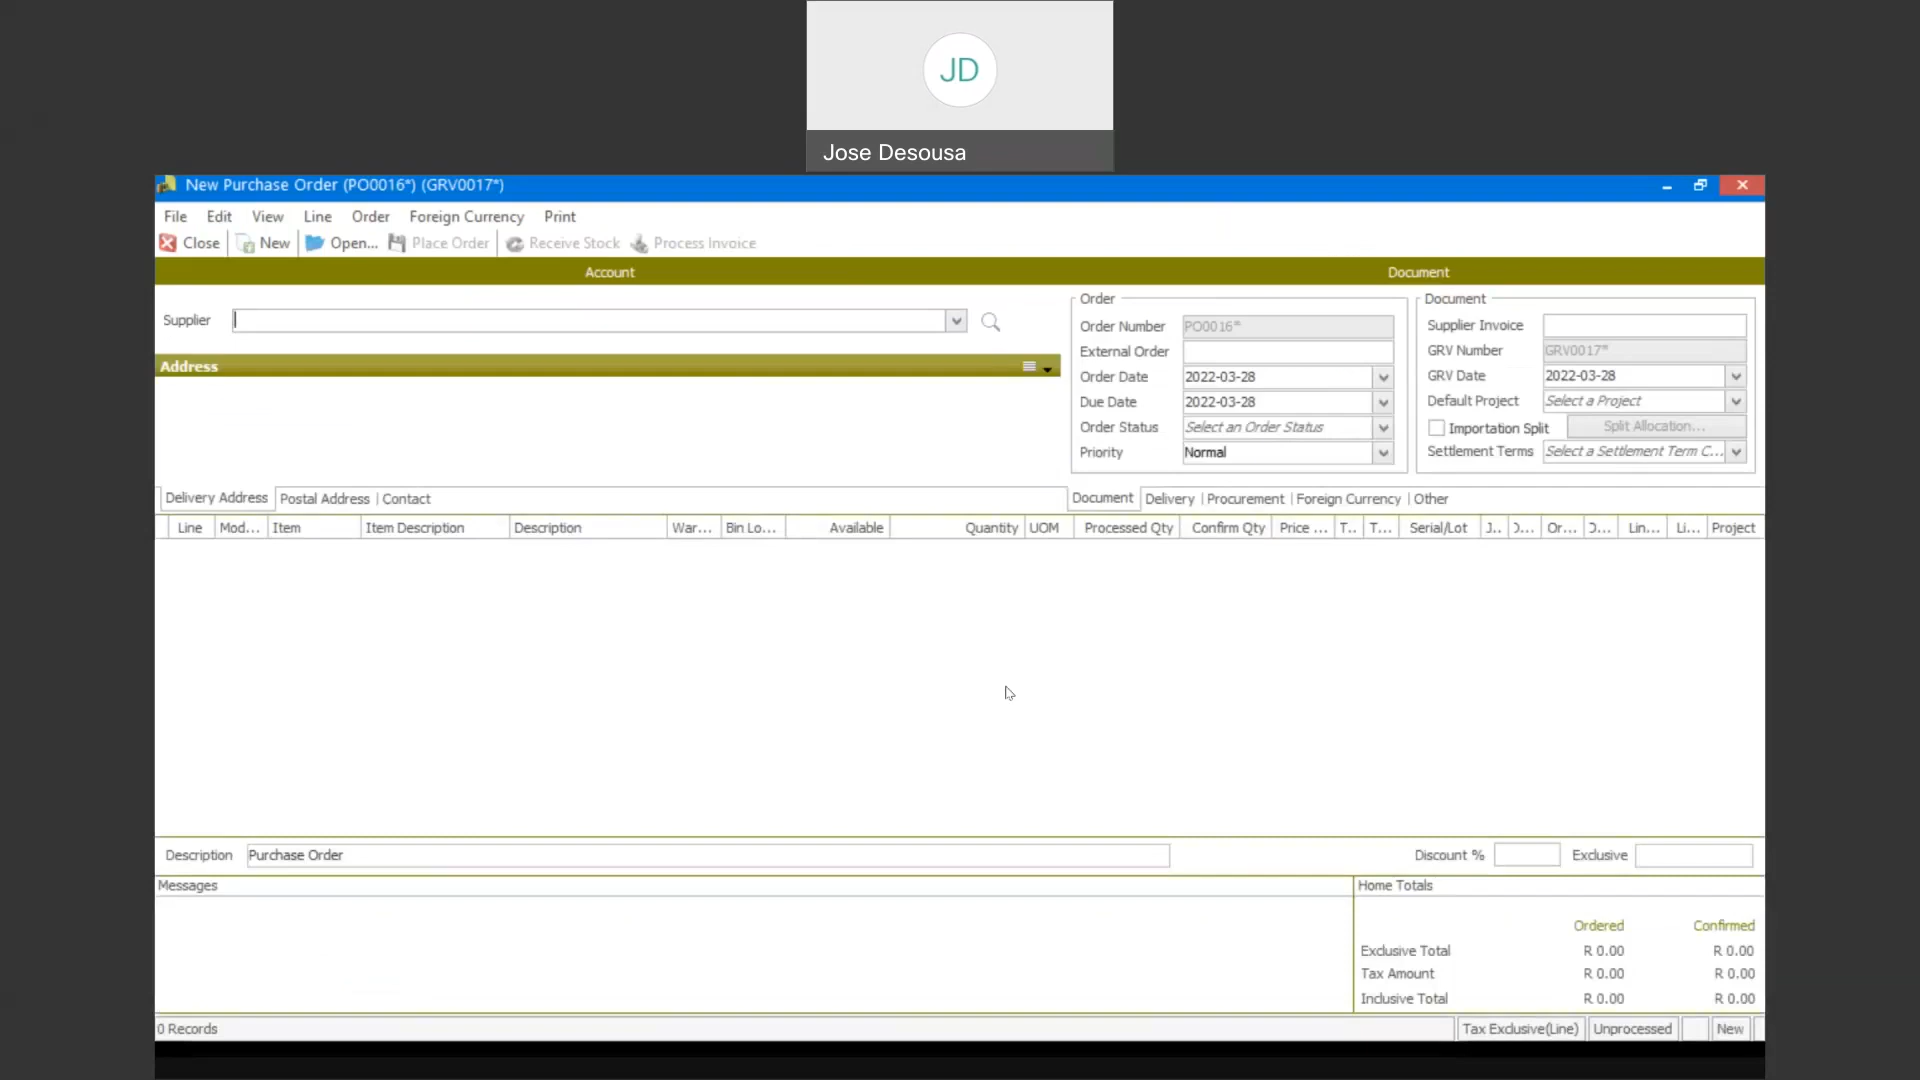 JD
Jose Desousa
New Purchase Order (PO0016*) (GRV0017*)
File Edit View Line Order Foreign Currency Print
Close New Open... Place Order Receive Stock Process Invoice
Account Document
Supplier
Address
Order
Order Number PO0016*
External Order
Order Date 2022-03-28
Due Date 2022-03-28
Order Status Select an Order Status
Priority Normal
Document
Supplier Invoice
GRV Number GRV0017*
GRV Date 2022-03-28
Default Project Select a Project
Importation Split Split Allocation...
Settlement Terms Select a Settlement Term C...
Delivery Address Postal Address Contact
Document Delivery Procurement Foreign Currency Other
Line Mod... Item Item Description Description War... Bin Lo... Available Quantity UOM Processed Qty Confirm Qty Price ... T.. T... Serial/Lot J.. Or... Lin... Li... Project
Description Purchase Order Discount % Exclusive
Messages
Home Totals
Ordered Confirmed
Exclusive Total R 0.00 R 0.00
Tax Amount R 0.00 R 0.00
Inclusive Total R 0.00 R 0.00
0 Records Tax Exclusive(Line) Unprocessed New